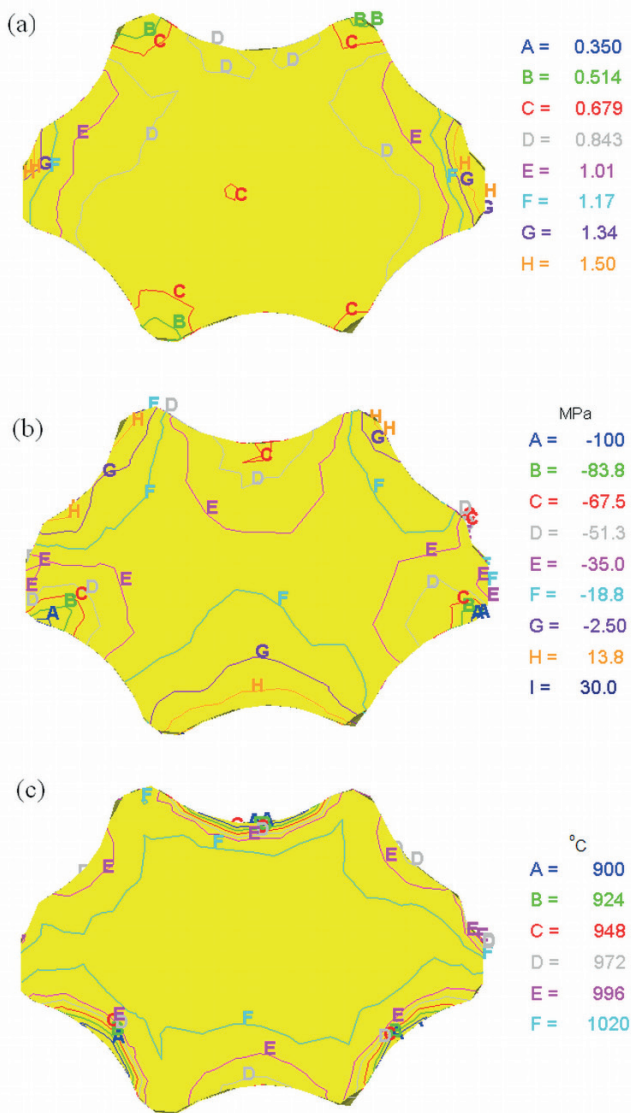 (a)
B B B
C C
D
D D
A = 0.350
B = 0.514
C = 0.679
D = 0.843
E = 1.01
F = 1.17
G = 1.34
H = 1.50
E E
D D
H H G F
F H G
C
H
G
C C
B
(b)
F D
H H
H
G
C
D
G
F F
E
H
D
C
E E E
E F
E
D D
B C
A
E
D
C
B A A
F
G
H
MPa
A = -100
B = -83.8
C = -67.5
D = -51.3
E = -35.0
F = -18.8
G = -2.50
H = 13.8
I = 30.0
(c)
F
C A A
E D
F
D E
E D
E E D
F
C E
D
A
E
D A
F
E
D
°C
A = 900
B = 924
C = 948
D = 972
E = 996
F = 1020